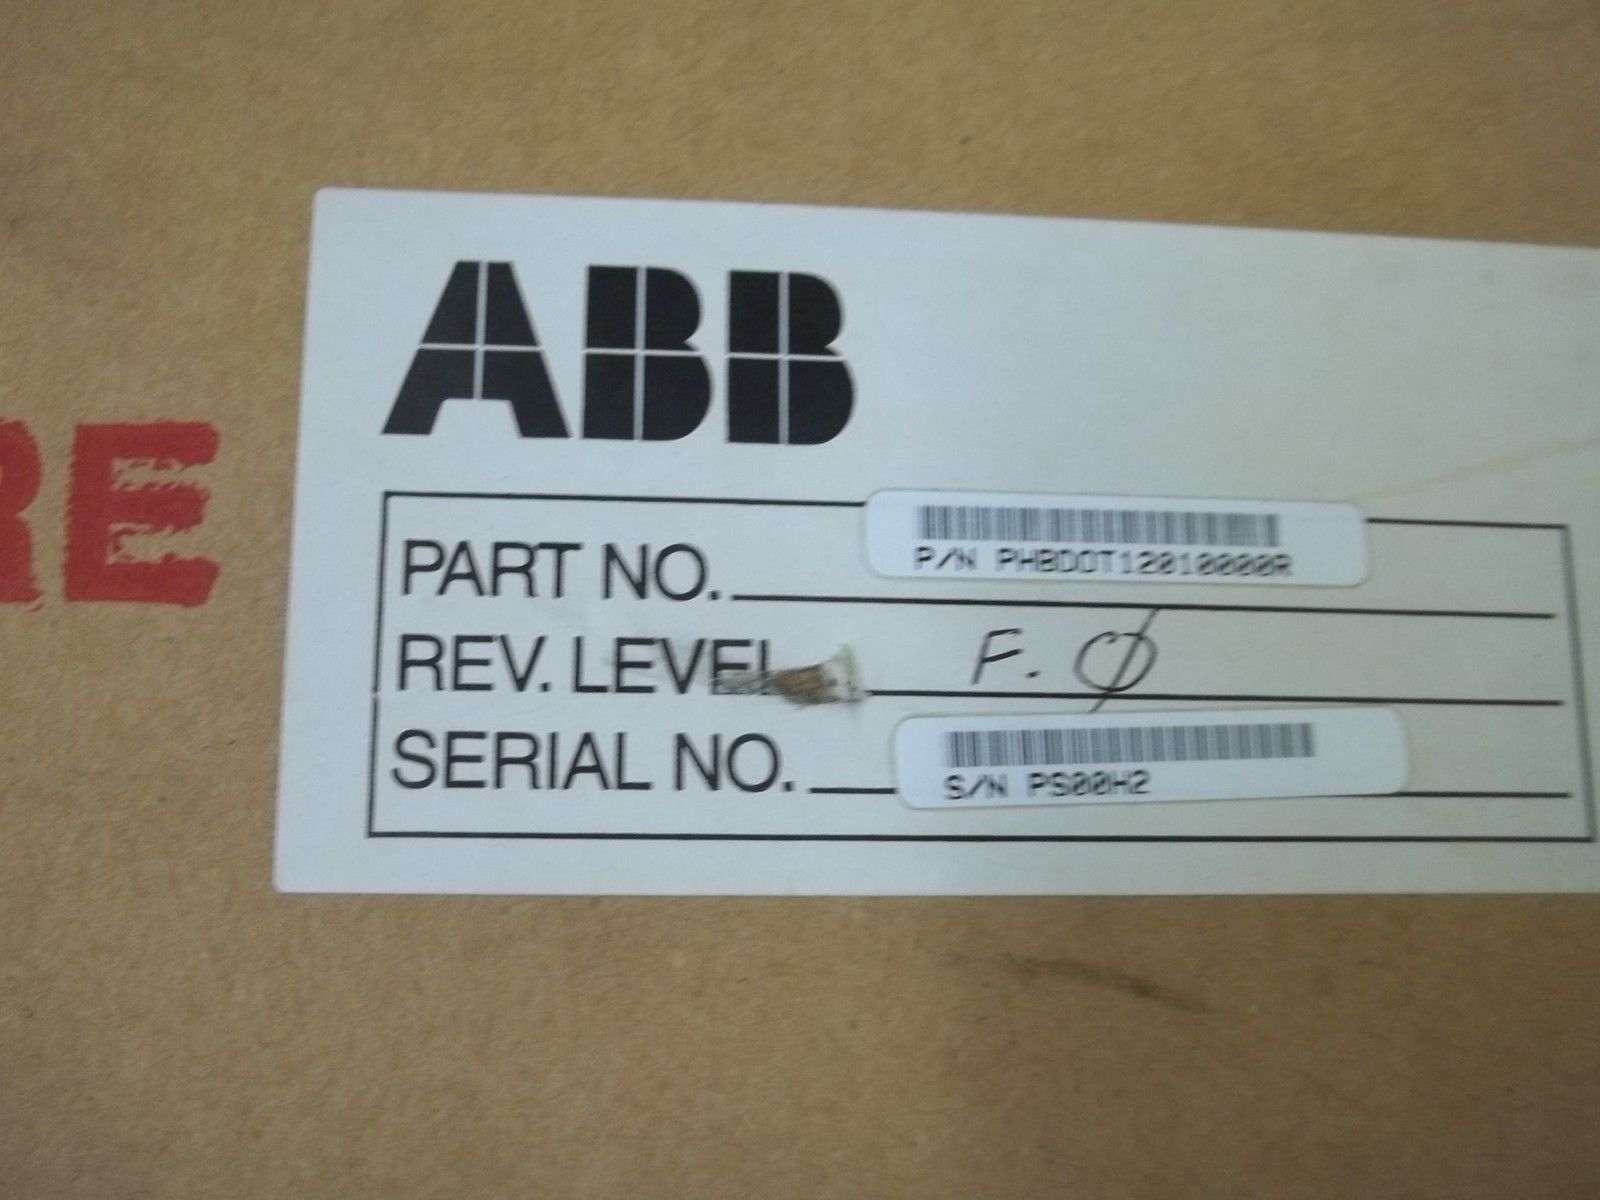 ABB
RE
PART NO. P/N PHBDOT12010000R
REV. LEVEL F.Ø
SERIAL NO. S/N PS00H2